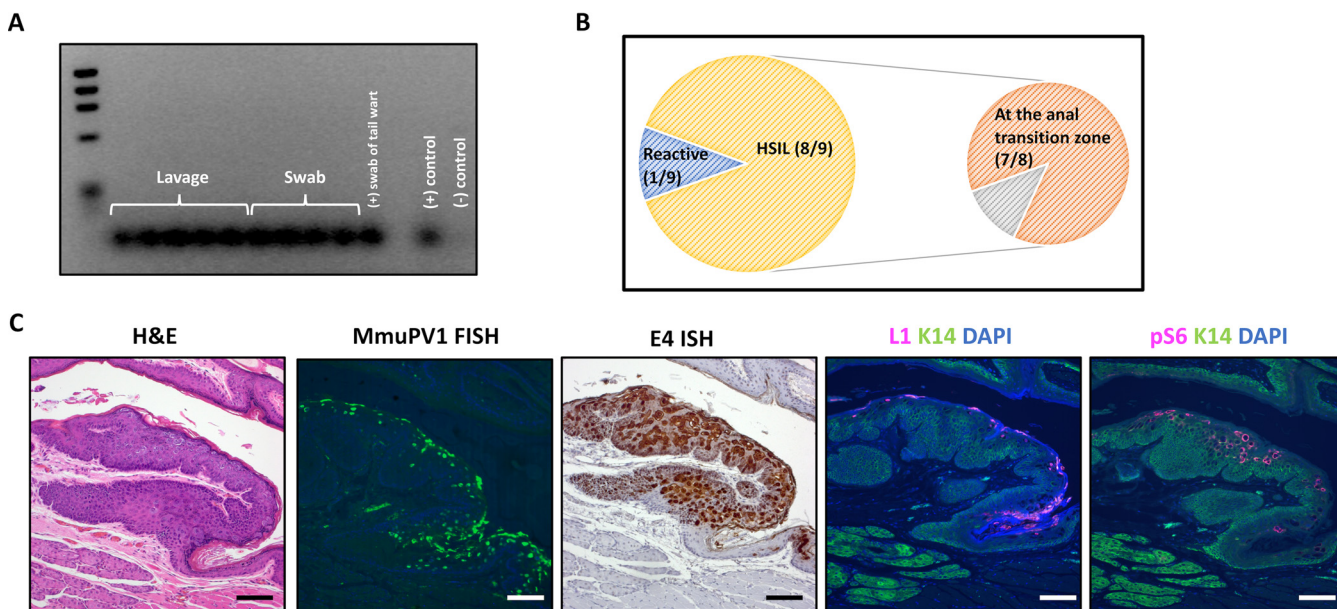 A
Lavage
Swab
(+) swab of tail wart
(+) control
(-) control
B
Reactive
(1/9)
HSIL (8/9)
At the anal
transition zone
(7/8)
C
H&E
MmuPV1 FISH
E4 ISH
L1 K14 DAPI
pS6 K14 DAPI